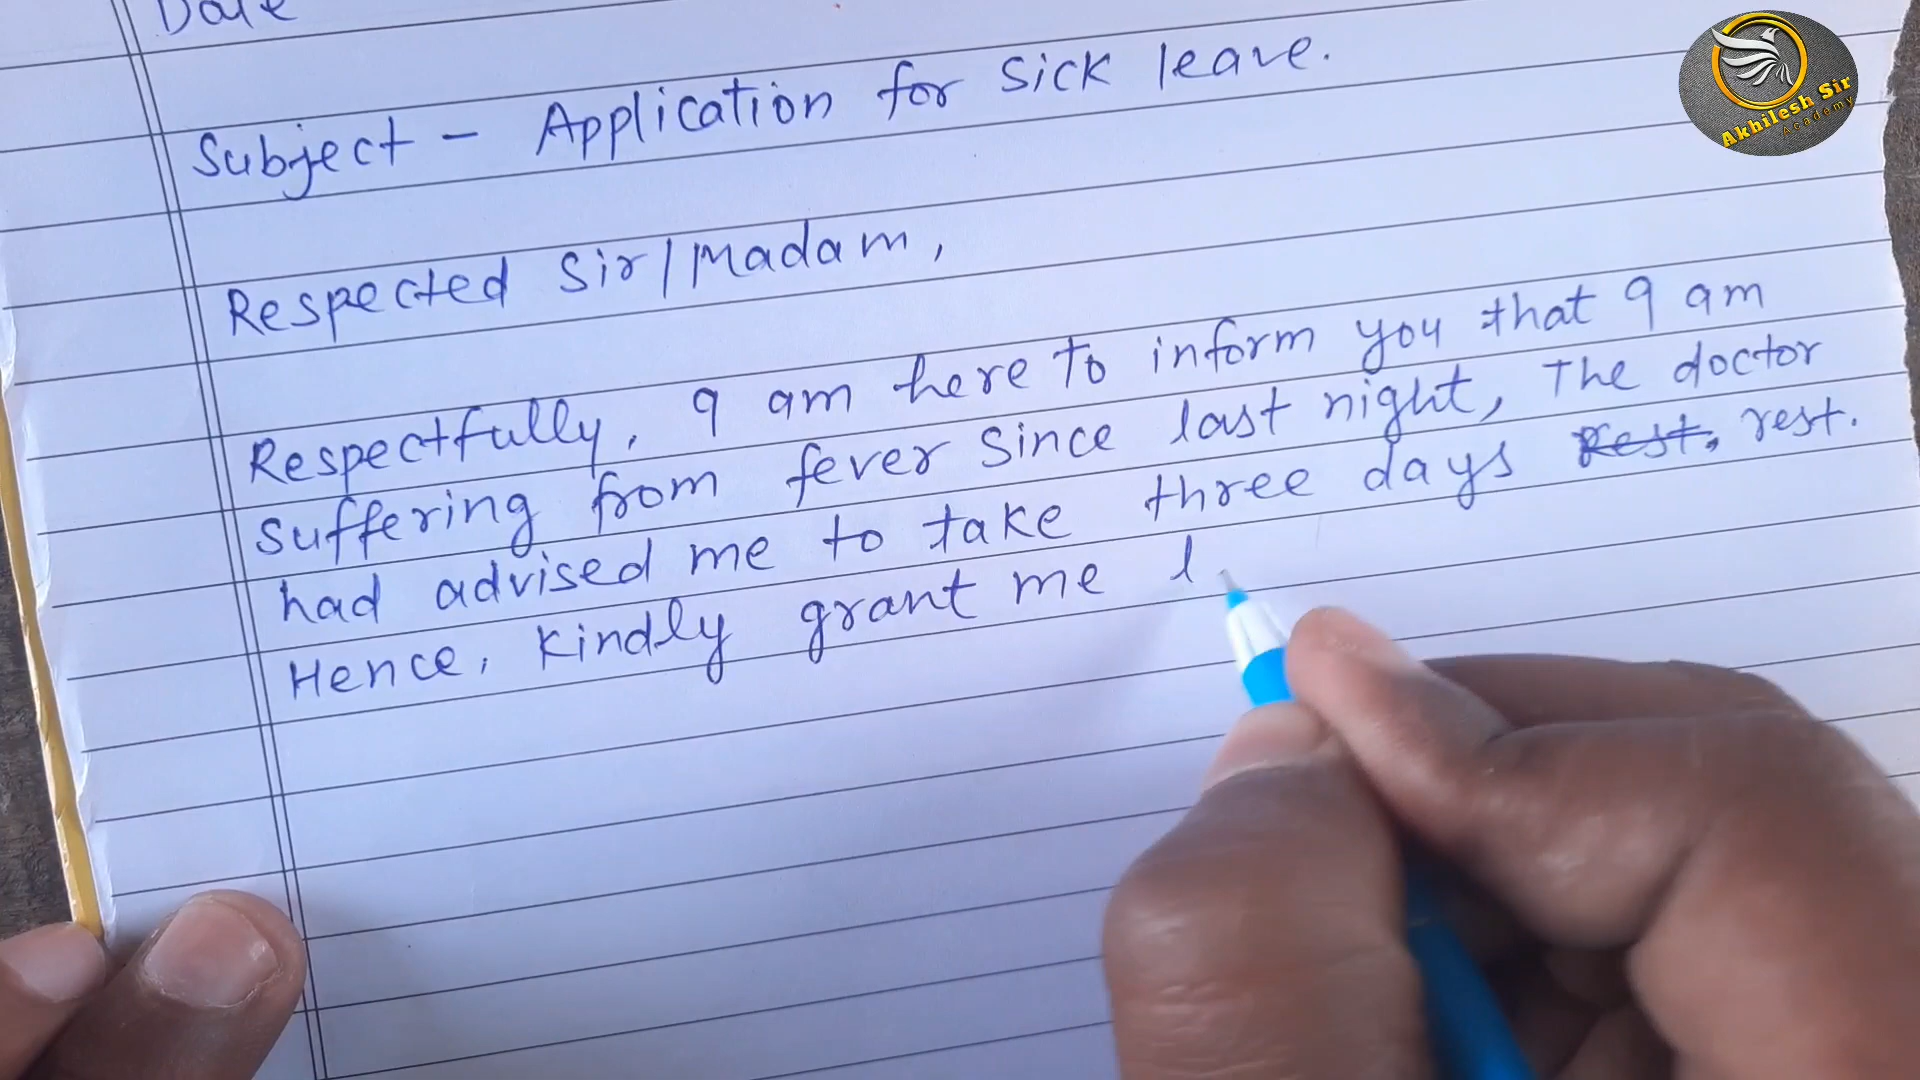 Date
Subject - Application for sick leave.
Respected Sir/Madam,
Respectfully, I am here to inform you that I am
suffering from fever since last night, The doctor
had advised me to take three days Rest, rest.
Hence, Kindly grant me l
Akhilesh Sir
Academy